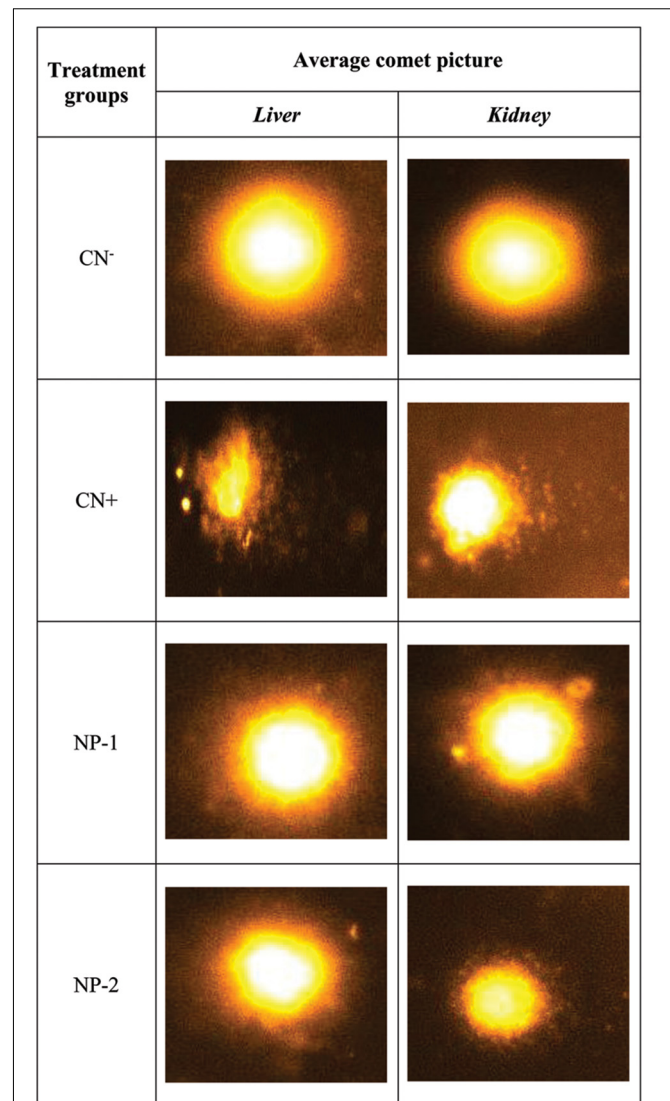 Treatment groups
Average comet picture
Liver
Kidney
CN-
CN+
NP-1
NP-2